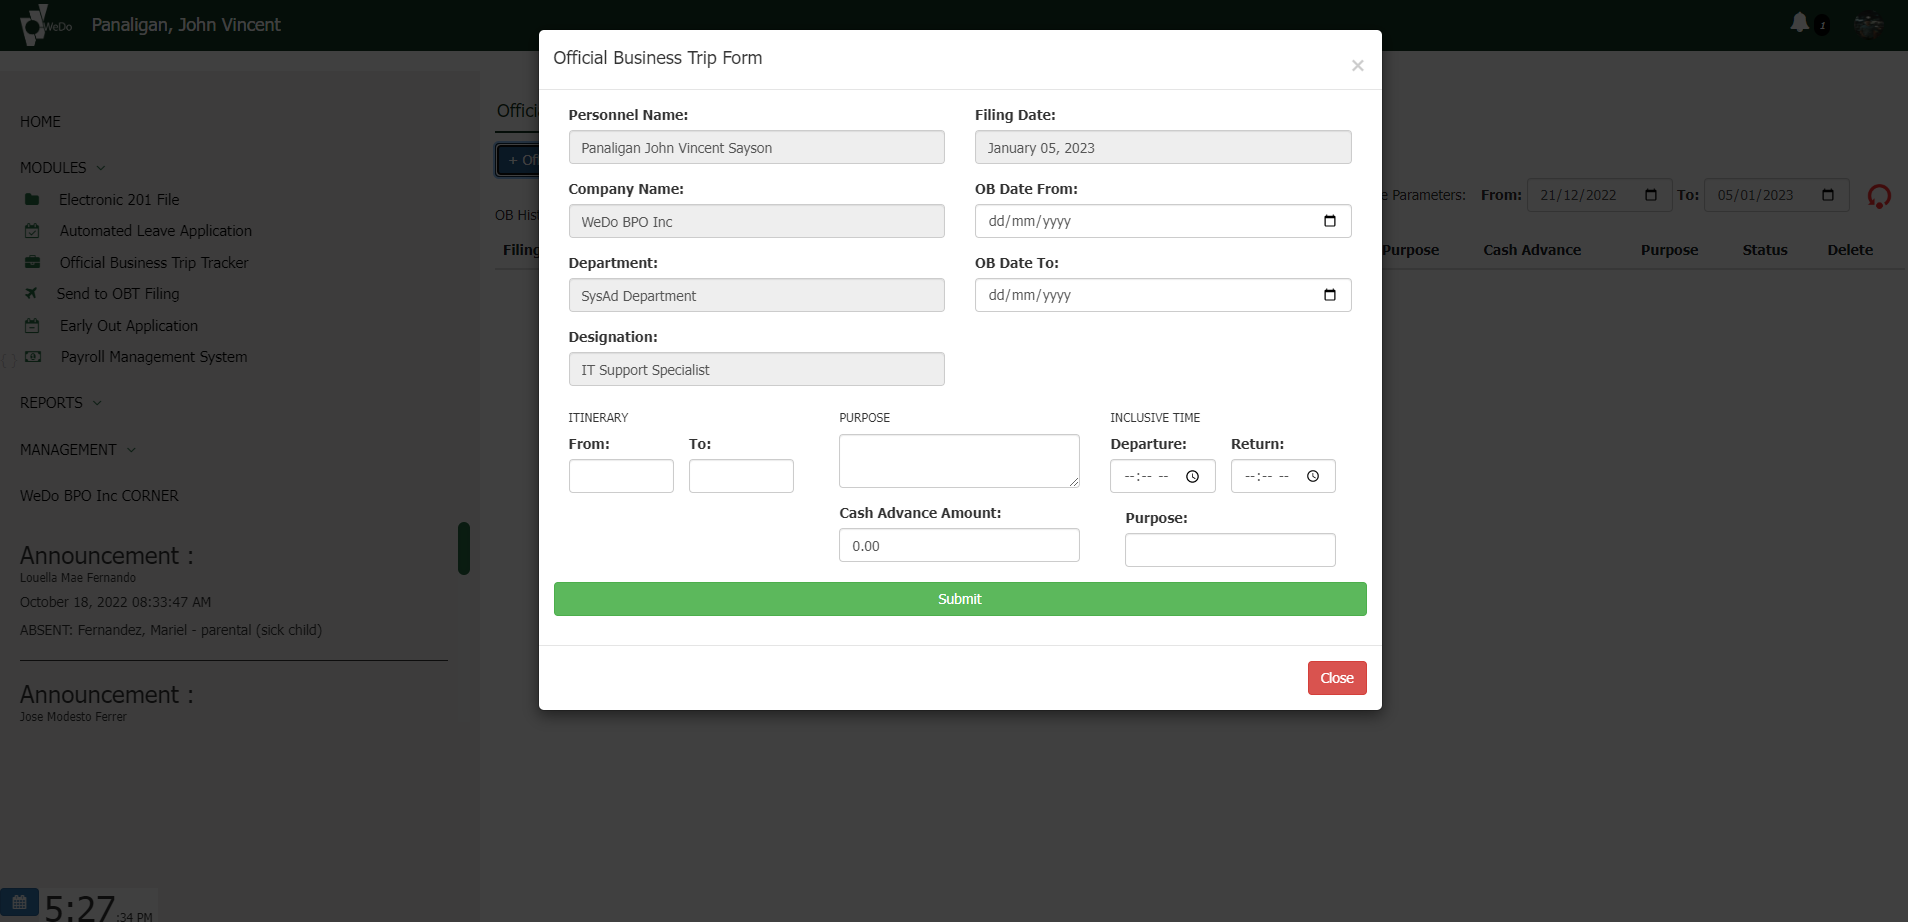 WeDo
Panaligan, John Vincent
1
HOME
MODULES
Electronic 201 File
Automated Leave Application
Official Business Trip Tracker
Send to OBT Filing
Early Out Application
Payroll Management System
REPORTS
MANAGEMENT
WeDo BPO Inc CORNER
Announcement :
Louella Mae Fernando
October 18, 2022 08:33:47 AM
ABSENT: Fernandez, Mariel - parental (sick child)
Announcement :
Jose Modesto Ferrer
5:27 :34 PM
Official Business Trip Form
×
Personnel Name:
Panaligan John Vincent Sayson
Filing Date:
January 05, 2023
Company Name:
WeDo BPO Inc
OB Date From:
dd/mm/yyyy
Department:
SysAd Department
OB Date To:
dd/mm/yyyy
Designation:
IT Support Specialist
ITINERARY
From:
To:
PURPOSE
INCLUSIVE TIME
Departure:
--:-- --
Return:
--:-- --
Cash Advance Amount:
0.00
Purpose:
Submit
Close
Offici
+ Of
OB Hist
Filing
e Parameters: From: 21/12/2022 To: 05/01/2023
Purpose Cash Advance Purpose Status Delete